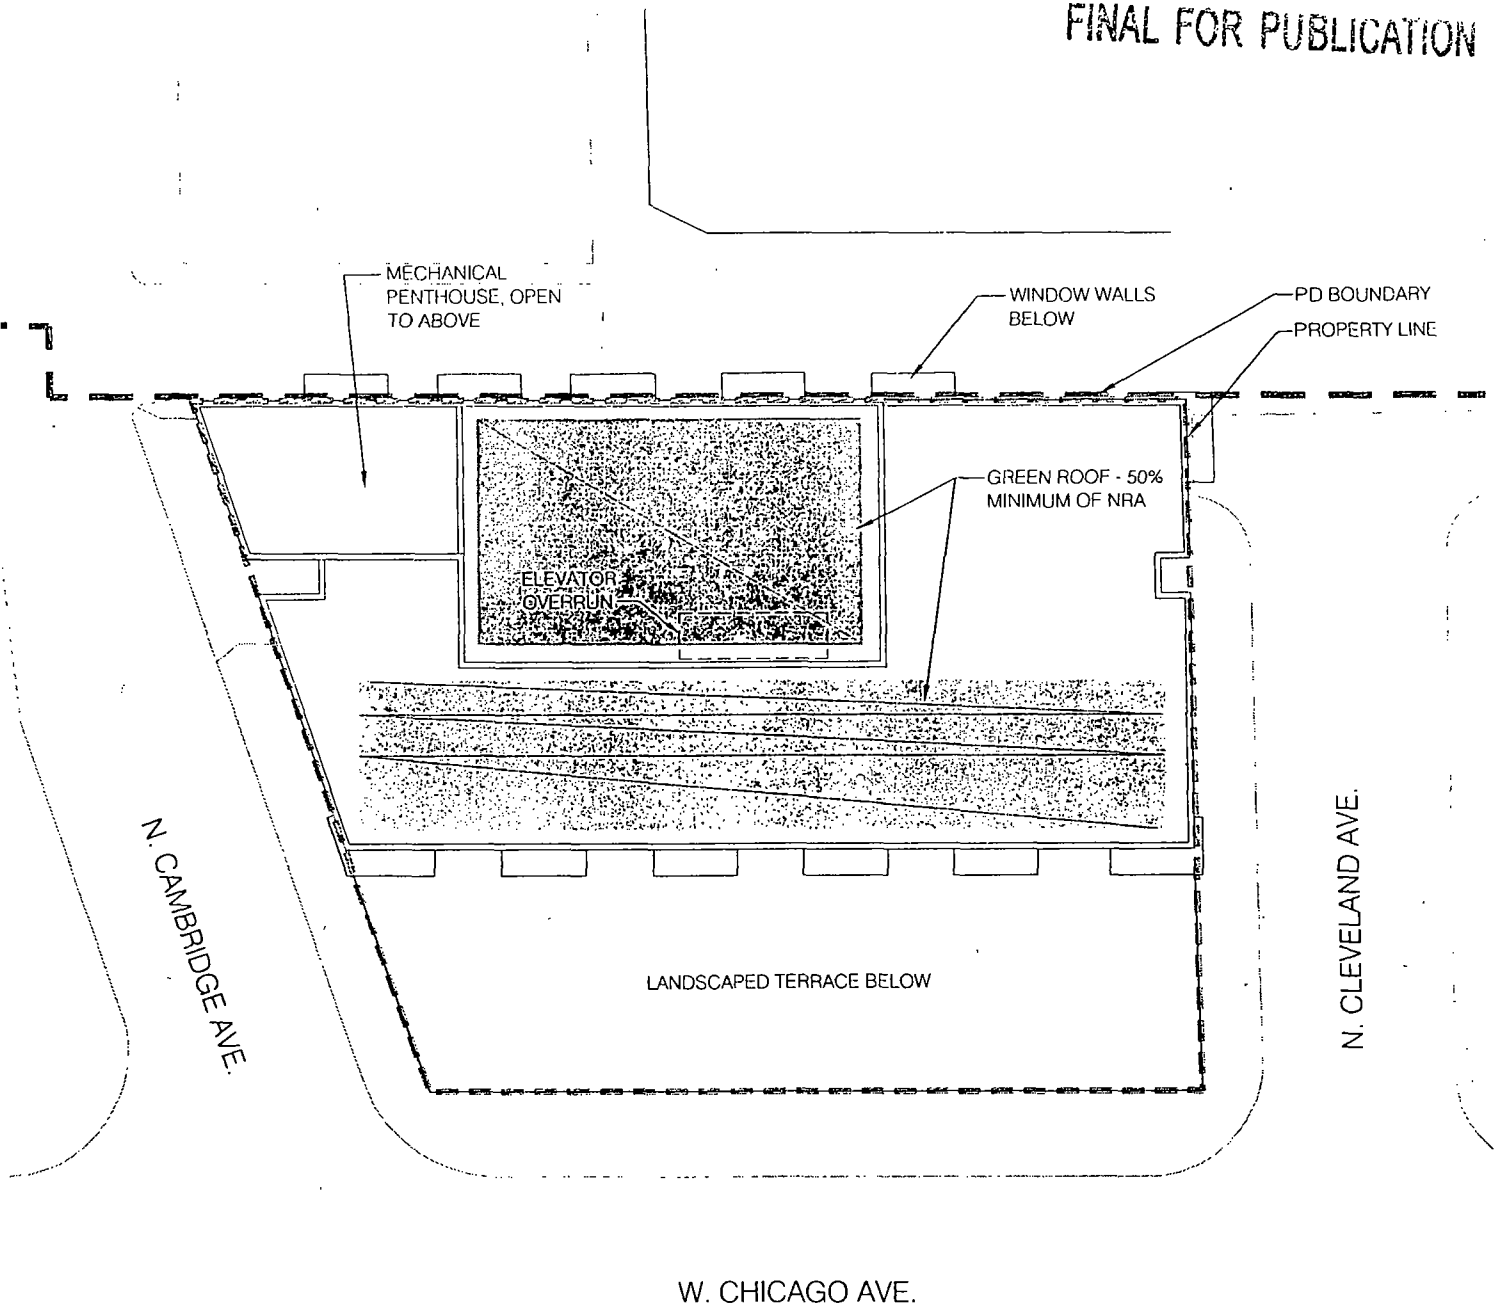 FINAL FOR PUBLICATION
MECHANICAL
PENTHOUSE, OPEN
TO ABOVE
WINDOW WALLS
BELOW
PD BOUNDARY
PROPERTY LINE
GREEN ROOF - 50%
MINIMUM OF NRA
ELEVATOR
OVERRUN
N. CAMBRIDGE AVE.
N. CLEVELAND AVE.
LANDSCAPED TERRACE BELOW
W. CHICAGO AVE.